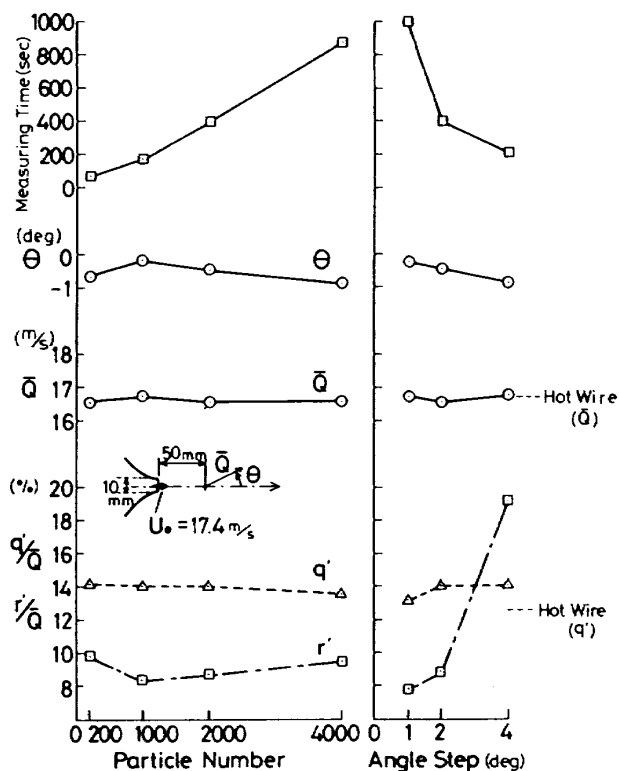 Measuring Time (sec)
1000
800
600
400
200
0
(deg)
Θ
0
-1
Θ
(m/s)
18
Q̄
17
16
Q̄
Hot Wire
(Q̄)
50mm
Q̄
Θ
10
mm
U₀ = 17.4 m/s
(%)
20
18
q'/Q̄
16
14
r'/Q̄
12
10
8
q'
r'
Hot Wire
(q')
0 200 1000 2000 4000
Particle Number
0 1 2 4
Angle Step (deg)